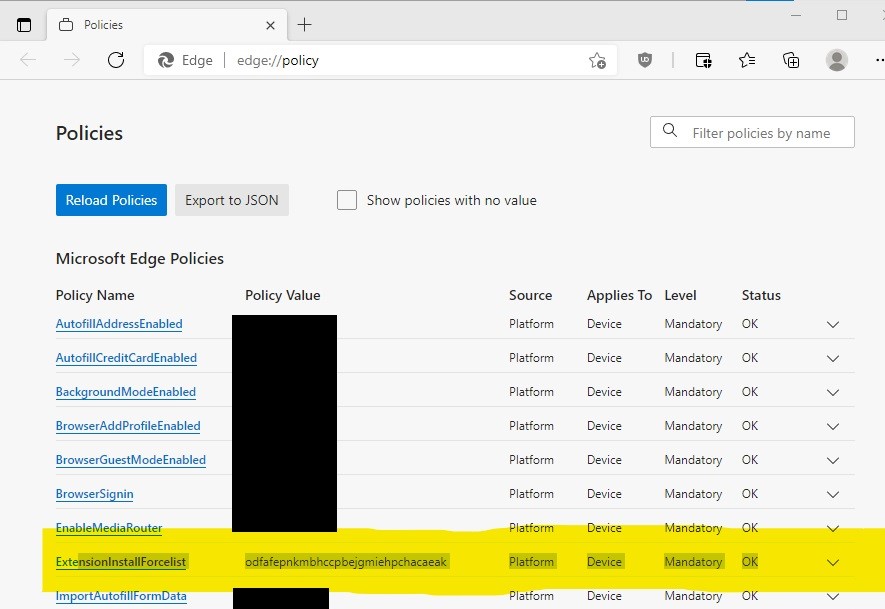 Policies
Edge edge://policy
Policies
Filter policies by name
Reload Policies Export to JSON Show policies with no value
Microsoft Edge Policies
Policy Name Policy Value Source Applies To Level Status
AutofillAddressEnabled Platform Device Mandatory OK
AutofillCreditCardEnabled Platform Device Mandatory OK
BackgroundModeEnabled Platform Device Mandatory OK
BrowserAddProfileEnabled Platform Device Mandatory OK
BrowserGuestModeEnabled Platform Device Mandatory OK
BrowserSignin Platform Device Mandatory OK
EnableMediaRouter Platform Device Mandatory OK
ExtensionInstallForcelist odfafepnkmbhccpbejgmiehpchacaeak Platform Device Mandatory OK
ImportAutofillFormData Platform Device Mandatory OK